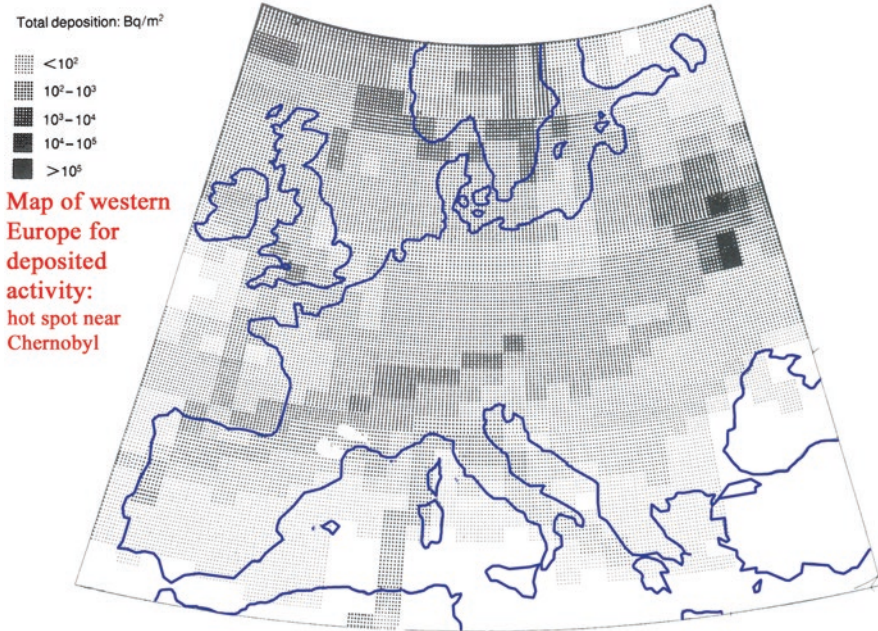 Total deposition: Bq/m²
<10²
10²–10³
10³–10⁴
10⁴–10⁵
>10⁵
Map of western
Europe for
deposited
activity:
hot spot near
Chernobyl